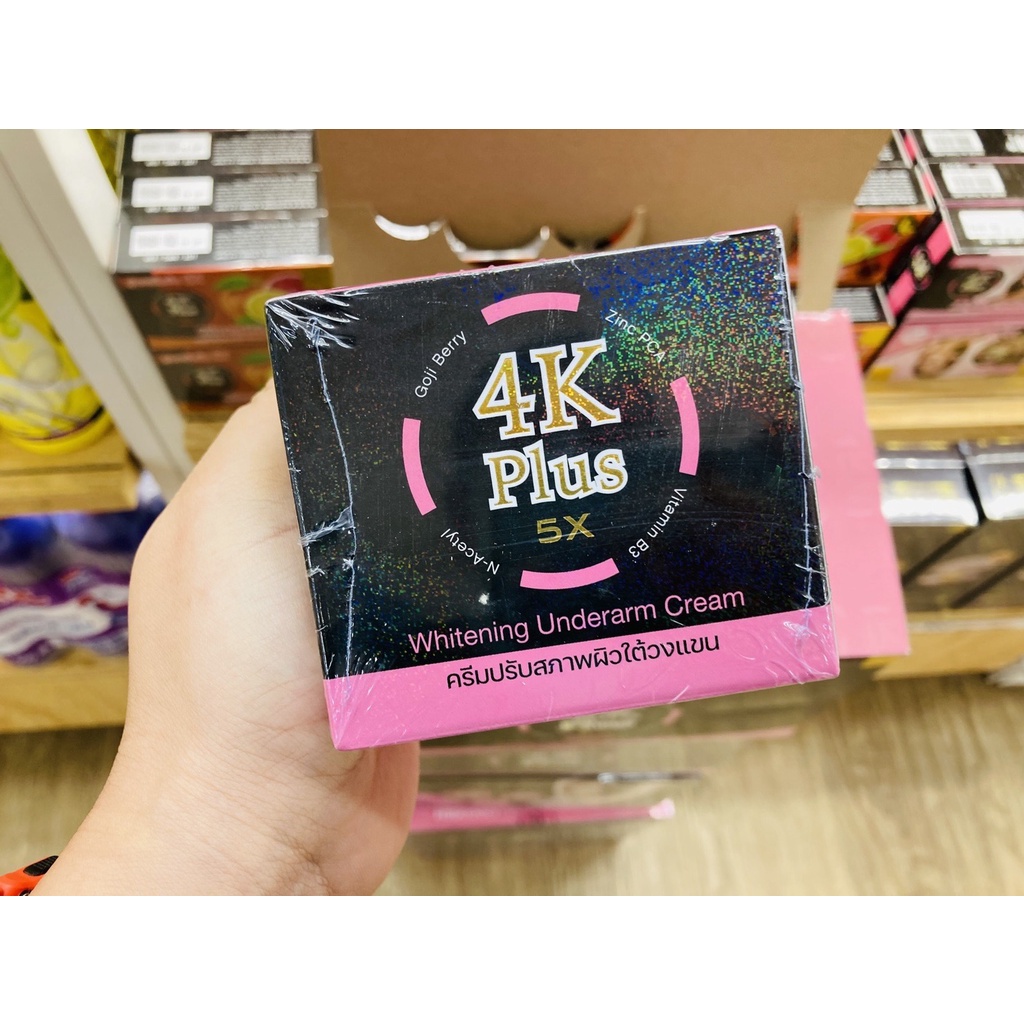 Goji Berry
Zinc PCA
4K
Plus
5X
N-Acetyl
Vitamin B3
Whitening Underarm Cream
ครีมปรับสภาพผิวใต้วงแขน